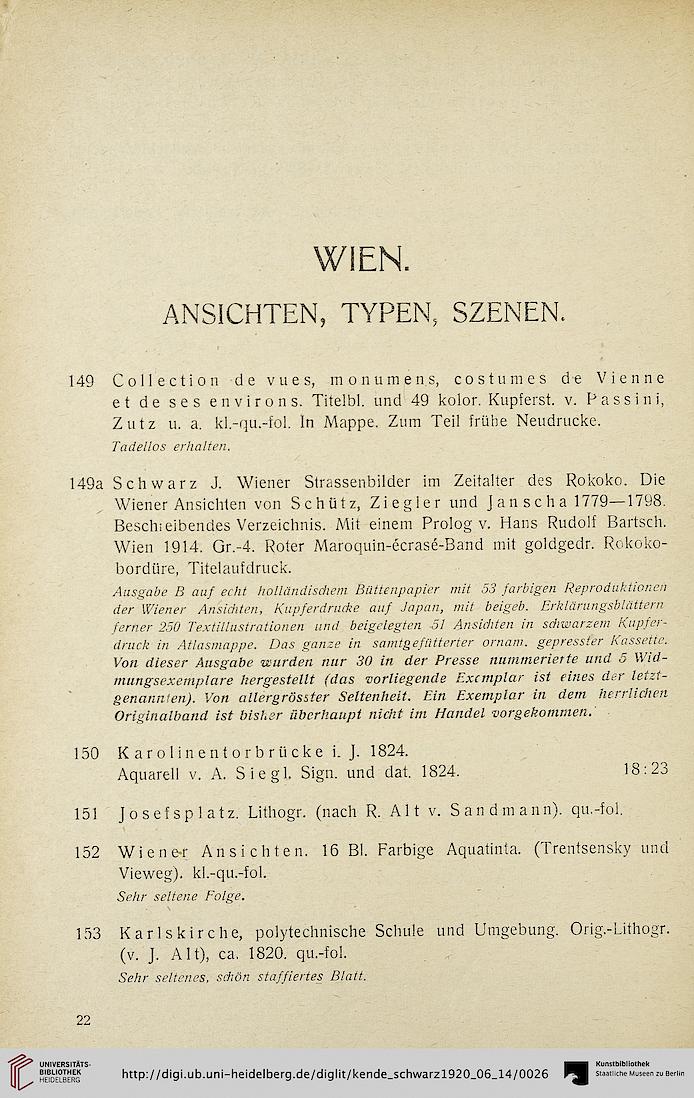 WIEN.
ANSICHTEN, TYPEN, SZENEN.
149 Collection de vues, monumens, costumes de Vienne
et de ses environs. Titelbl. und 49 kolor. Kupferst. v. Passini,
Zutz u. a. kl.-qu.-fol. In Mappe. Zum Teil frühe Neudrucke.
Tadellos erhalten.
149a Schwarz J. Wiener Strassenbilder im Zeitalter des Rokoko. Die
Wiener Ansichten von Schütz, Ziegler und Janscha 1779—1798.
Beschreibendes Verzeichnis. Mit einem Prolog v. Hans Rudolf Bartsch.
Wien 1914. Gr.-4. Roter Maroquin-écrasé-Band mit goldgedr. Rokoko-
bordüre, Titelaufdruck.
Ausgabe B auf echt holländischem Büttenpapier mit 53 farbigen Reproduktionen
der Wiener Ansichten, Kupferdrucke auf Japan, mit beigeb. Erklärungsblättern
ferner 250 Textillustrationen und beigelegten 51 Ansichten in schwarzem Kupfer-
druck in Atlasmappe. Das ganze in samtgefütterter ornam. gepresster Kassette.
Von dieser Ausgabe wurden nur 30 in der Presse nummerierte und 5 Wid-
mungsexemplare hergestellt (das vorliegende Exemplar ist eines der letzt-
genannten). Von allergrösster Seltenheit. Ein Exemplar in dem herrlichen
Originalband ist bisher überhaupt nicht im Handel vorgekommen.
150 Karolinentorbrücke i. J. 1824.
Aquarell v. A. Siegl. Sign. und dat. 1824. 18:23
151 Josefsplatz. Lithogr. (nach R. Alt v. Sandmann). qu.-fol.
152 Wiener Ansichten. 16 Bl. Farbige Aquatinta. (Trentsensky und
Vieweg). kl.-qu.-fol.
Sehr seltene Folge.
153 Karlskirche, polytechnische Schule und Umgebung. Orig.-Lithogr.
(v. J. Alt), ca. 1820. qu.-fol.
Sehr seltenes, schön staffiertes Blatt.
22
UNIVERSITÄTS-
BIBLIOTHEK
HEIDELBERG
http://digi.ub.uni-heidelberg.de/diglit/kende_schwarz1920_06_14/0026
Kunstbibliothek
Staatliche Museen zu Berlin